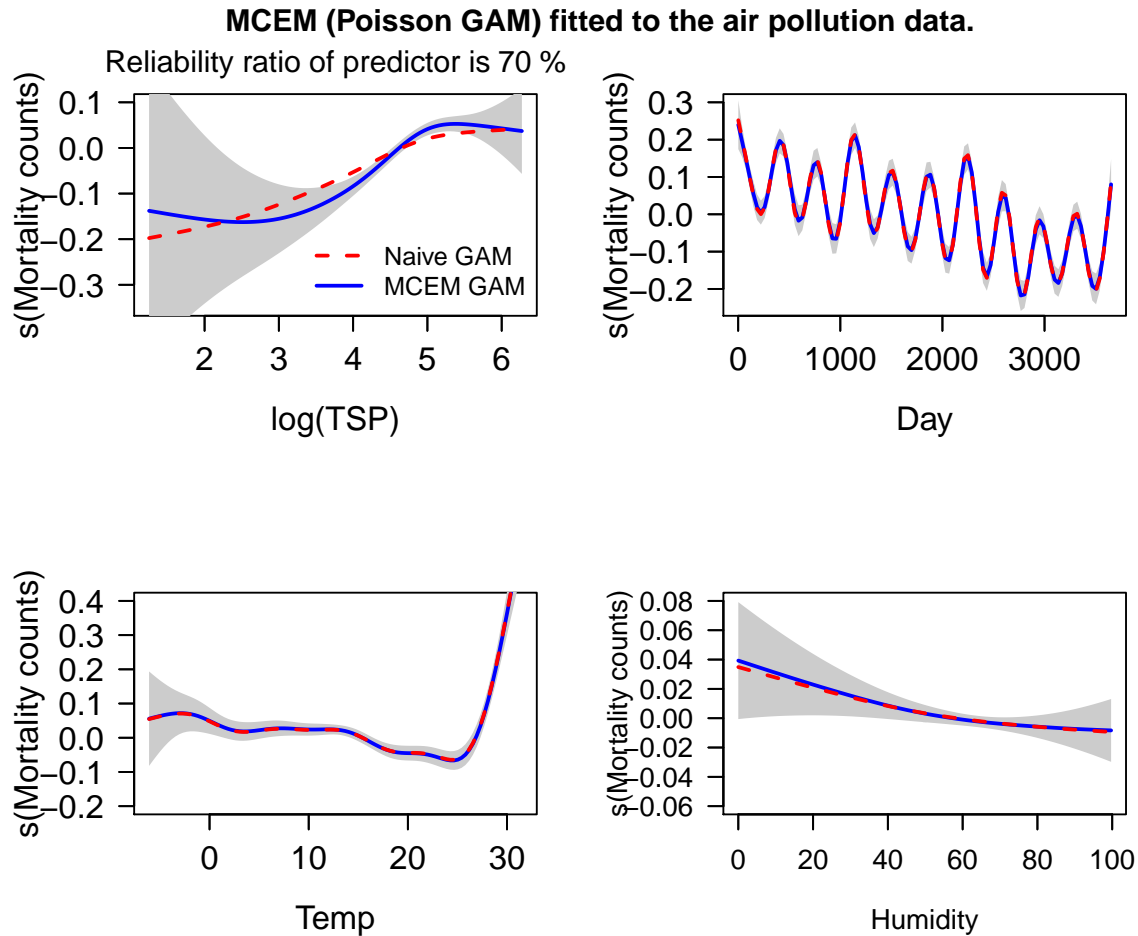 MCEM (Poisson GAM) fitted to the air pollution data.
Reliability ratio of predictor is 70 %
s(Mortality counts)
0.1
0.0
−0.1
−0.2
−0.3
Naive GAM
MCEM GAM
2 3 4 5 6
log(TSP)
s(Mortality counts)
0.3
0.2
0.1
0.0
−0.1
−0.2
0 1000 2000 3000
Day
s(Mortality counts)
0.4
0.3
0.2
0.1
0.0
−0.1
−0.2
0 10 20 30
Temp
s(Mortality counts)
0.08
0.06
0.04
0.02
0.00
−0.02
−0.04
−0.06
0 20 40 60 80 100
Humidity